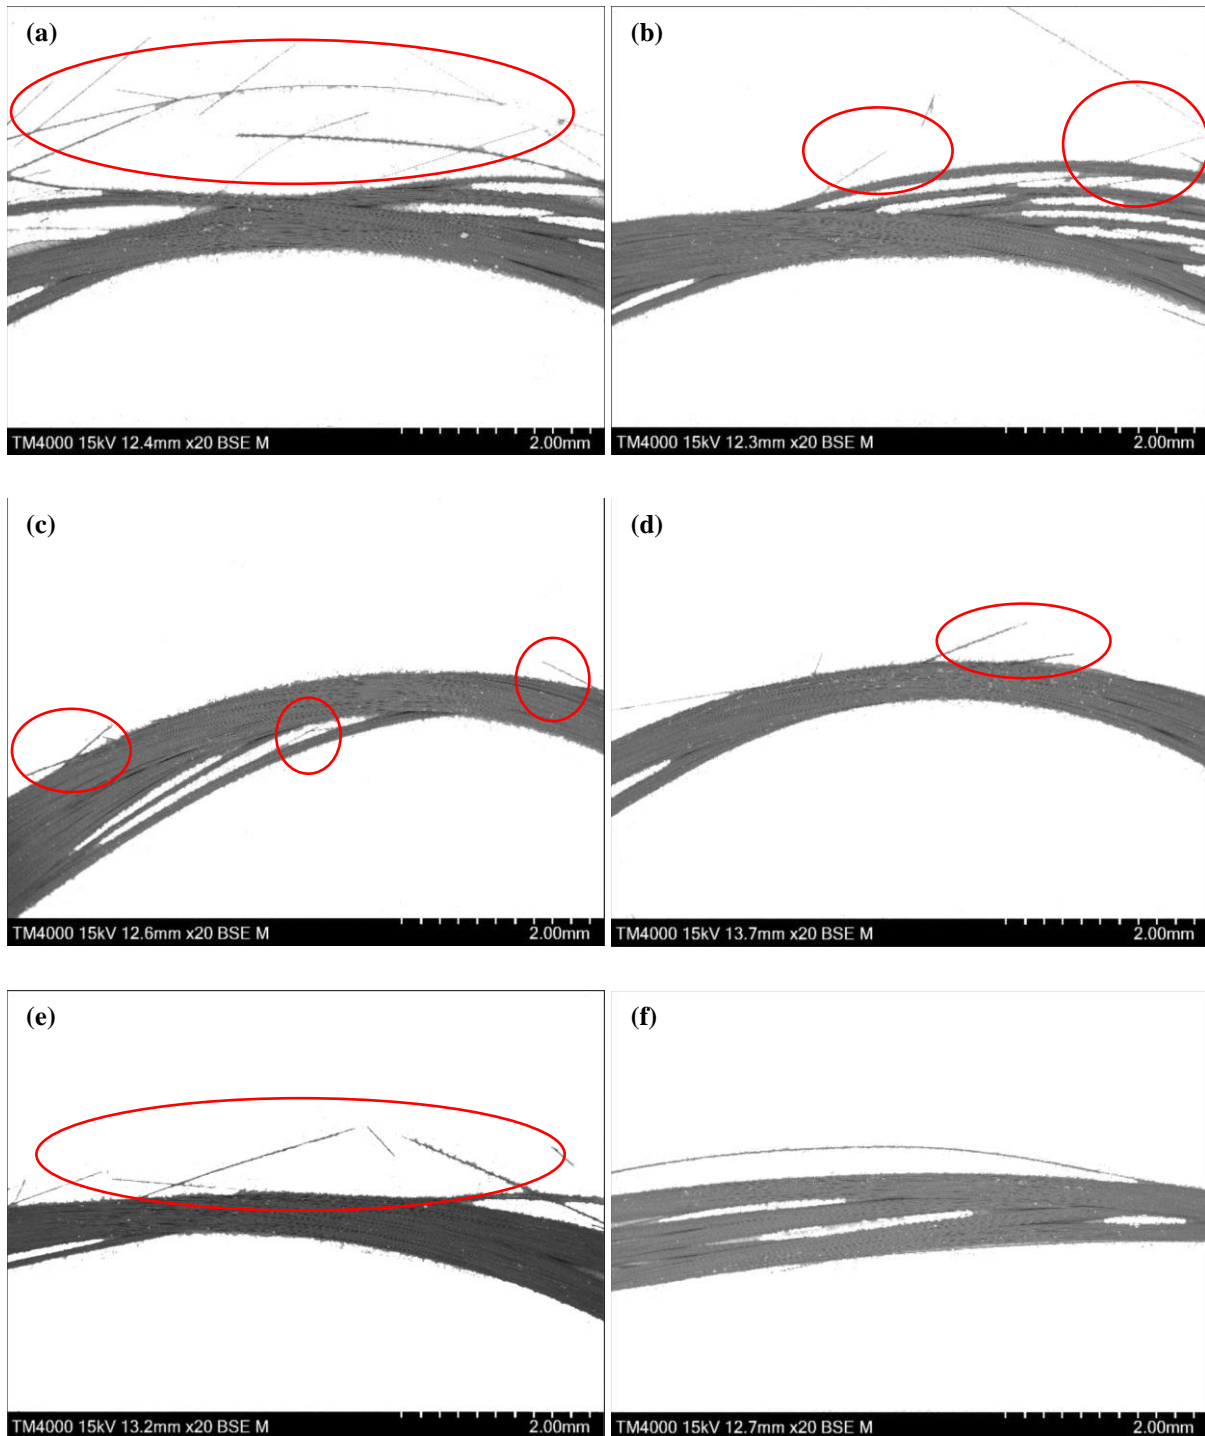 (a)
(b)
TM4000 15kV 12.4mm x20 BSE M 2.00mm
TM4000 15kV 12.3mm x20 BSE M 2.00mm
(c)
(d)
TM4000 15kV 12.6mm x20 BSE M 2.00mm
TM4000 15kV 13.7mm x20 BSE M 2.00mm
(e)
(f)
TM4000 15kV 13.2mm x20 BSE M 2.00mm
TM4000 15kV 12.7mm x20 BSE M 2.00mm